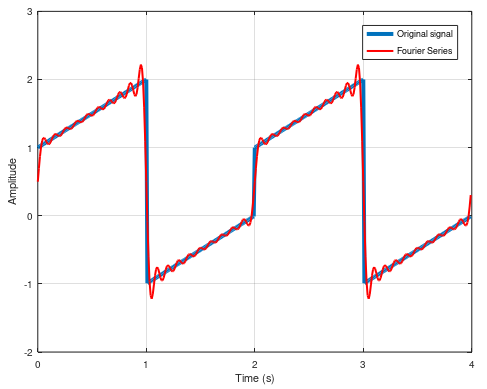 Original signal
Fourier Series
3
2
1
0
-1
-2
Amplitude
0 1 2 3 4
Time (s)